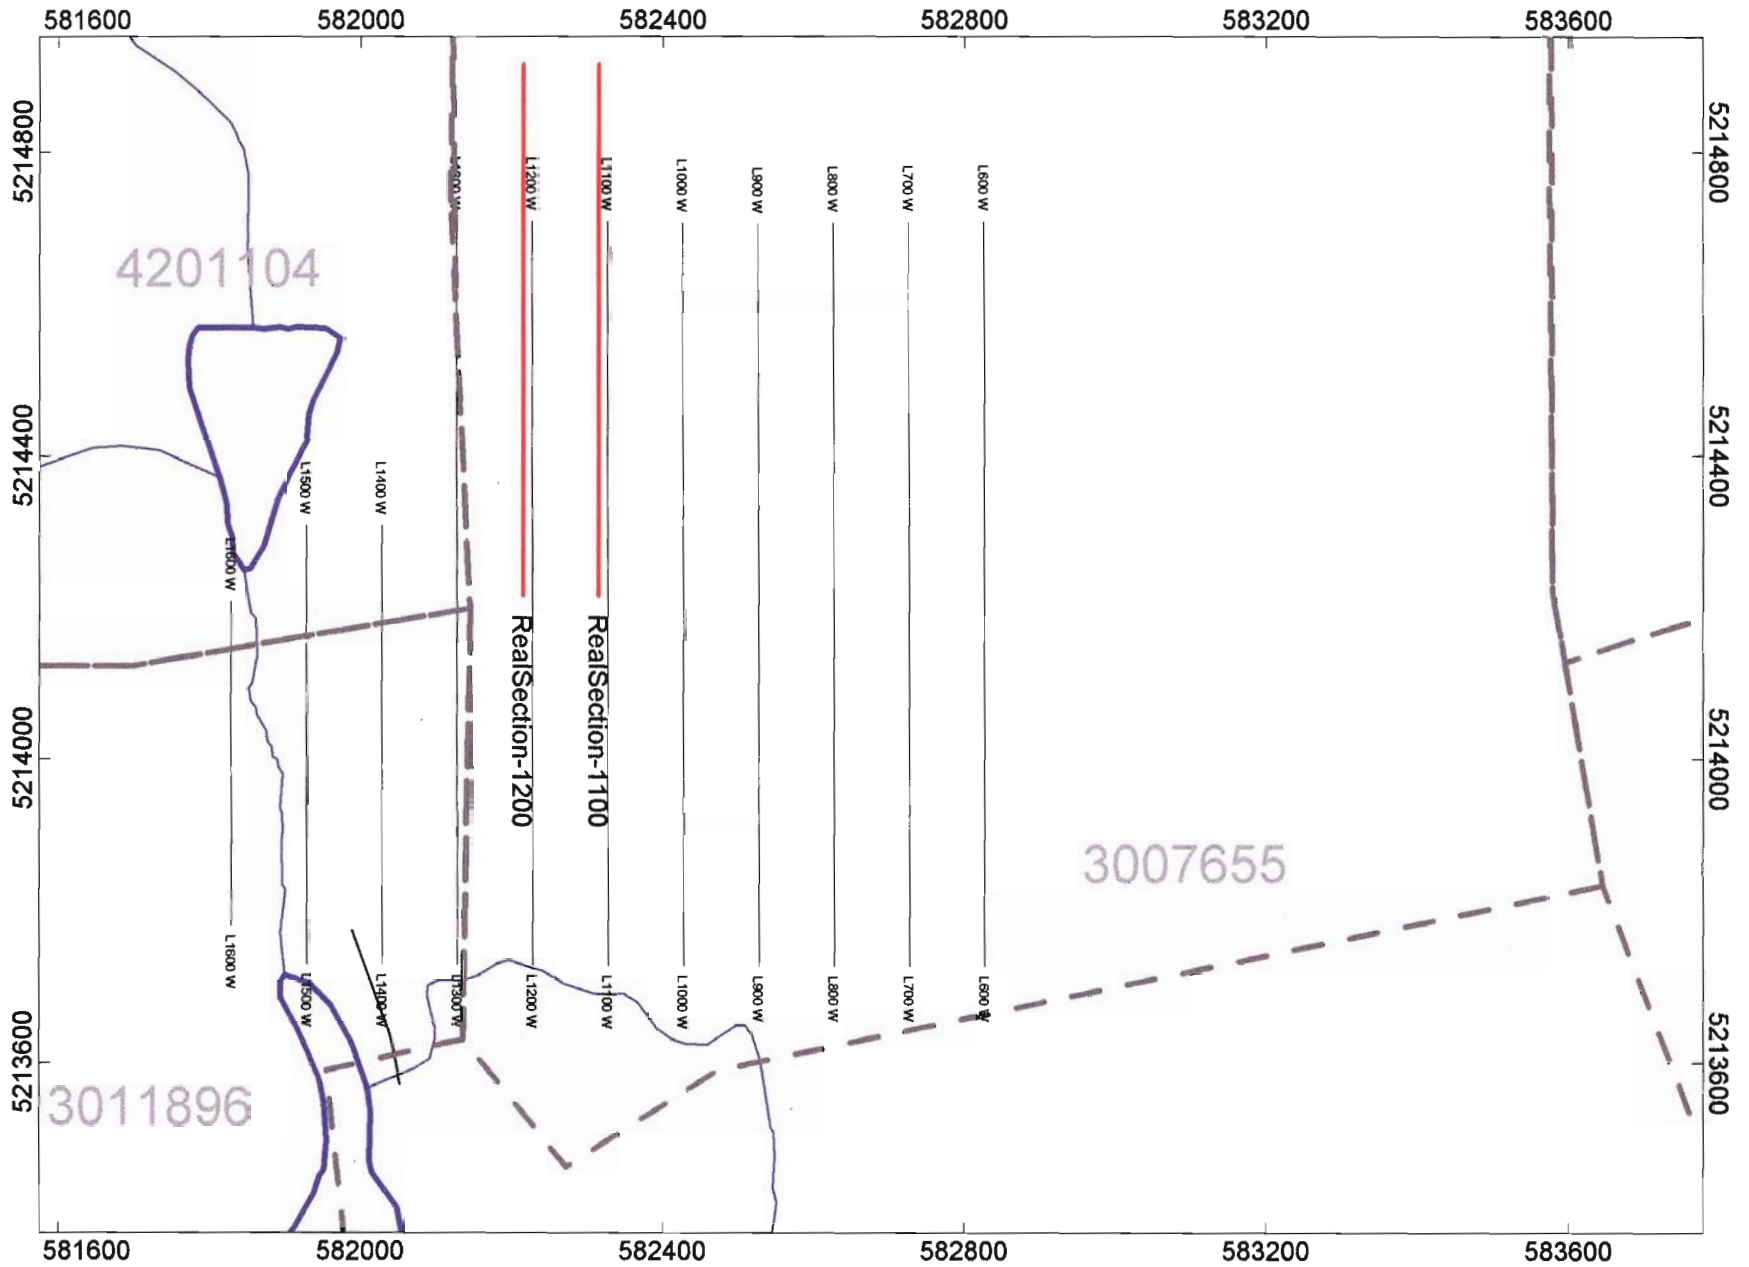 581600 582000 582400 582800 583200 583600
5214800
5214800
L1300 W
L1200 W
L1100 W
L1000 W
L900 W
L800 W
L700 W
L600 W
4201104
5214400
5214400
L1500 W
L1400 W
L1600 W
RealSection-1200
RealSection-1100
5214000
5214000
3007655
L1600 W
L1500 W
L1400 W
L1300 W
L1200 W
L1100 W
L1000 W
L900 W
L800 W
L700 W
L600 W
5213600
5213600
3011896
581600 582000 582400 582800 583200 583600